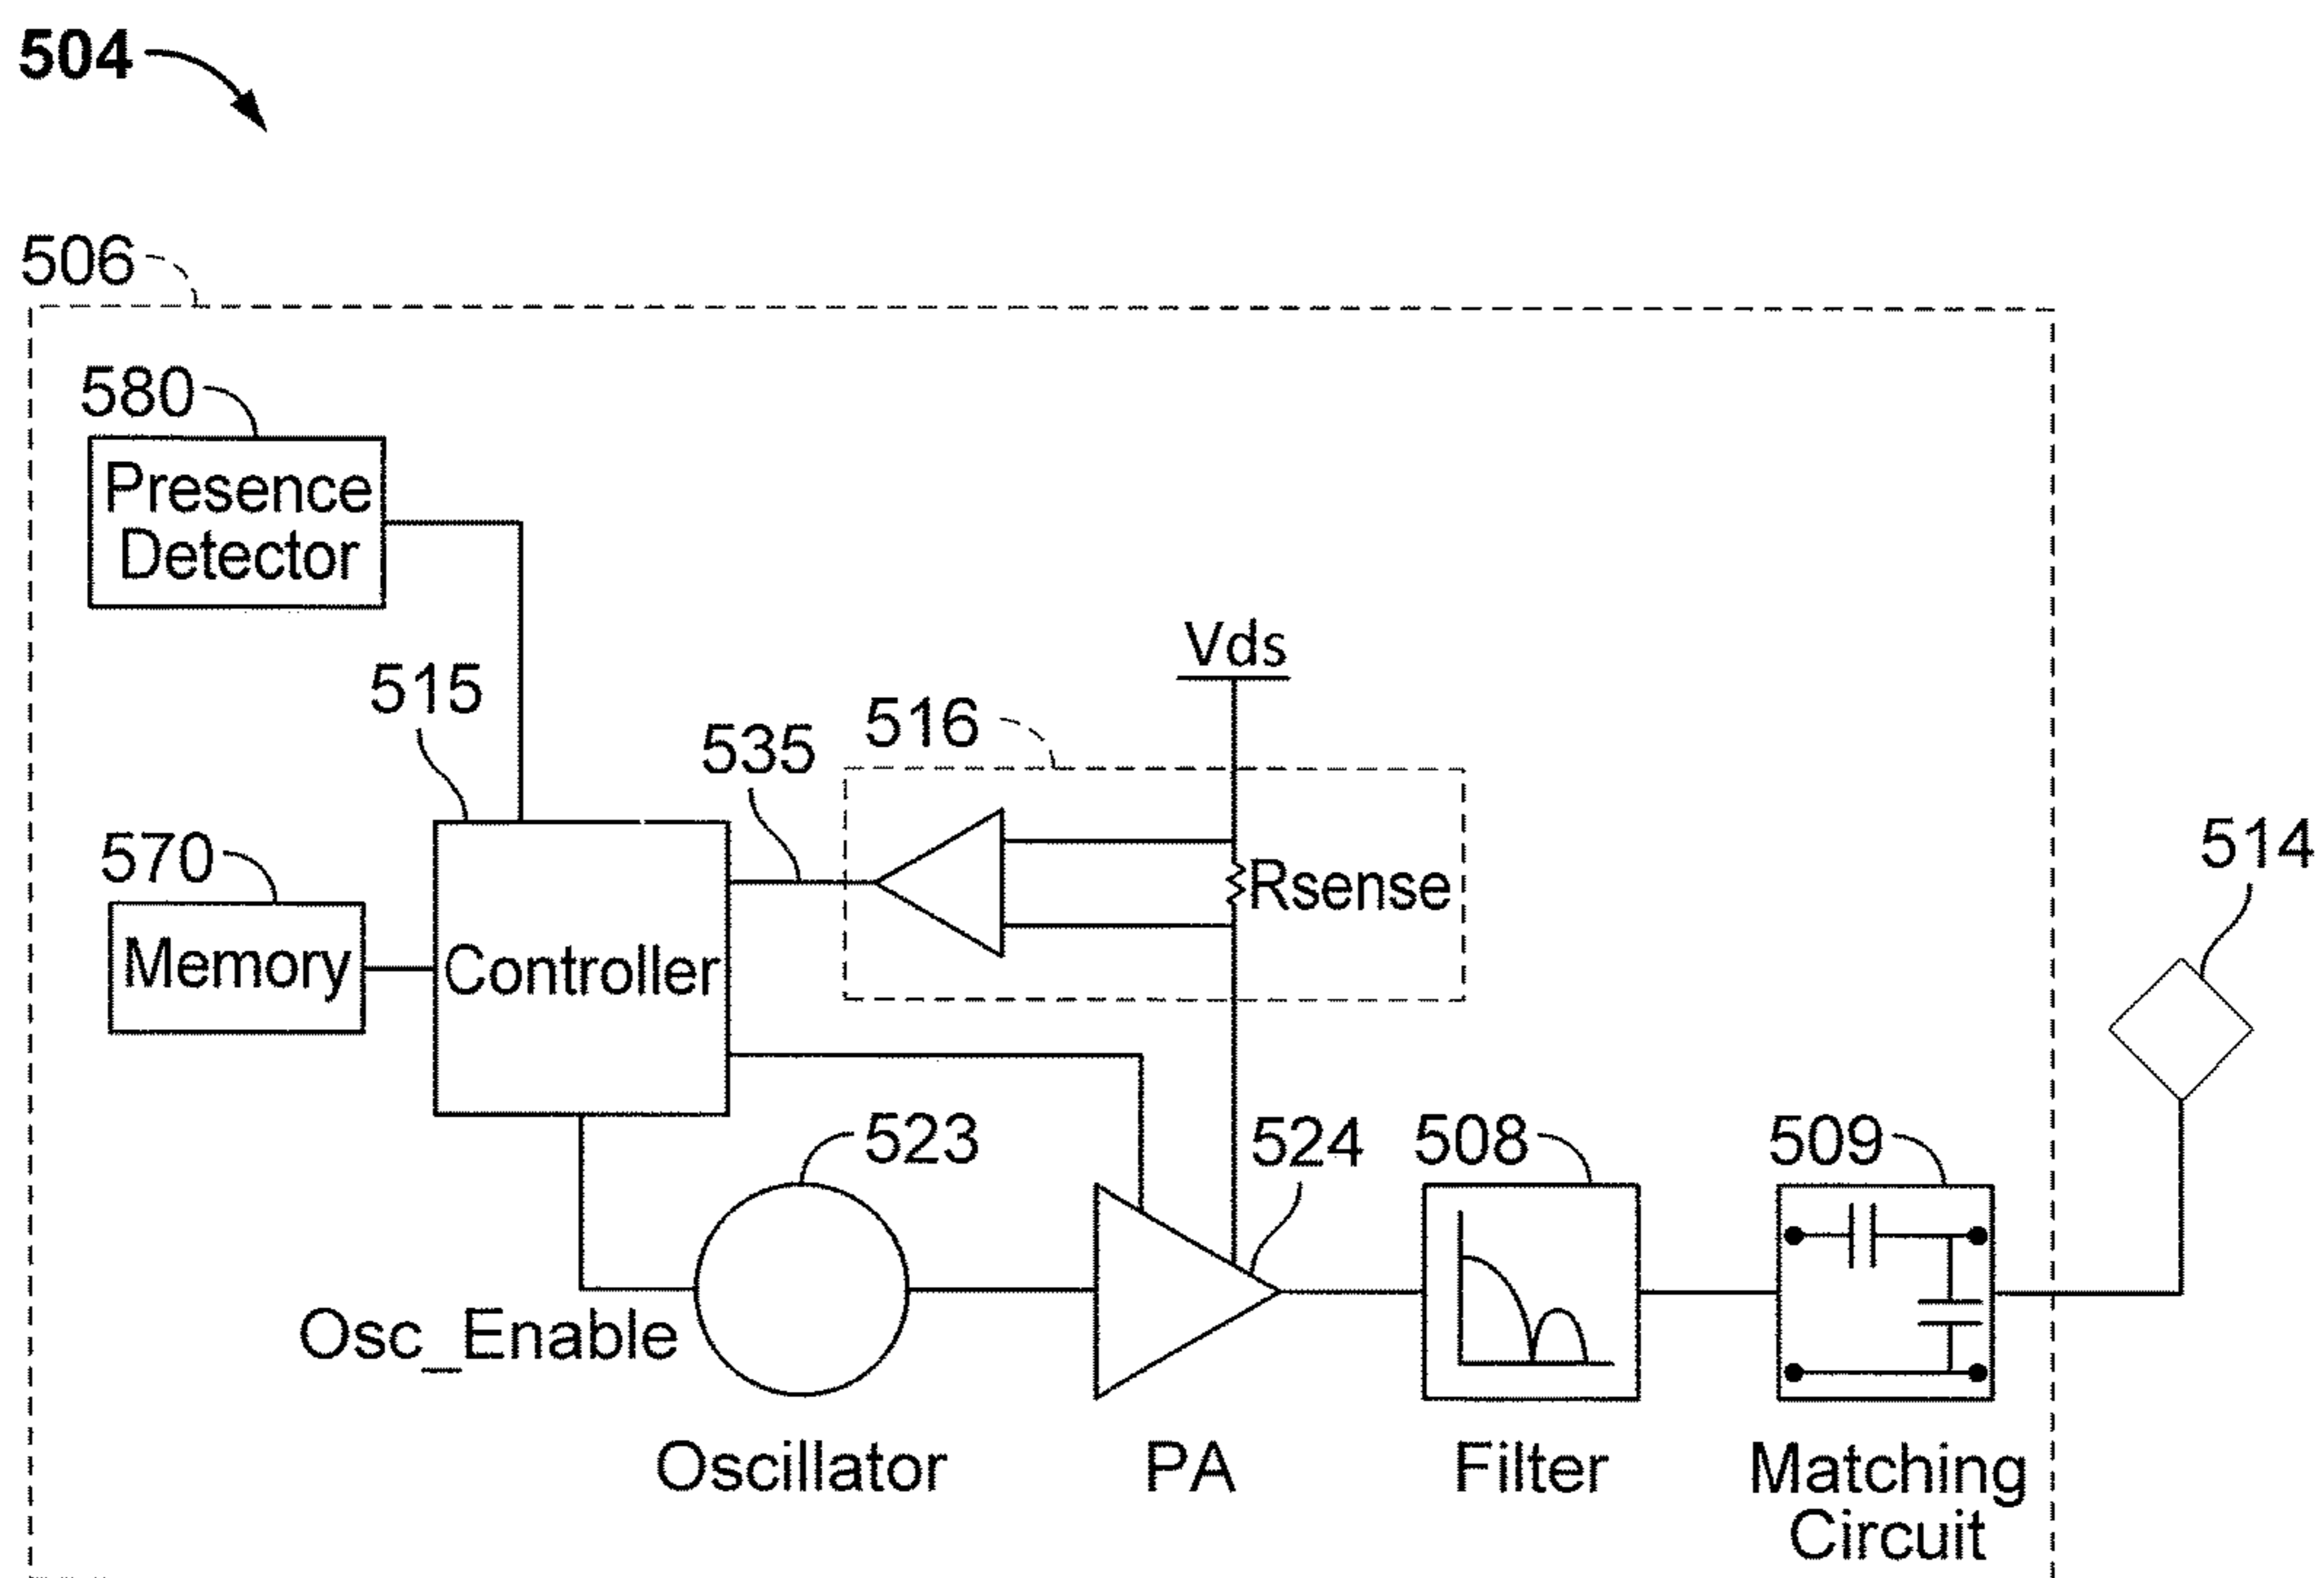 504
506
580
Presence
Detector
Vds
515
516
535
570
Rsense
514
Memory
Controller
523
524
508
509
Osc_Enable
Oscillator
PA
Filter
Matching
Circuit